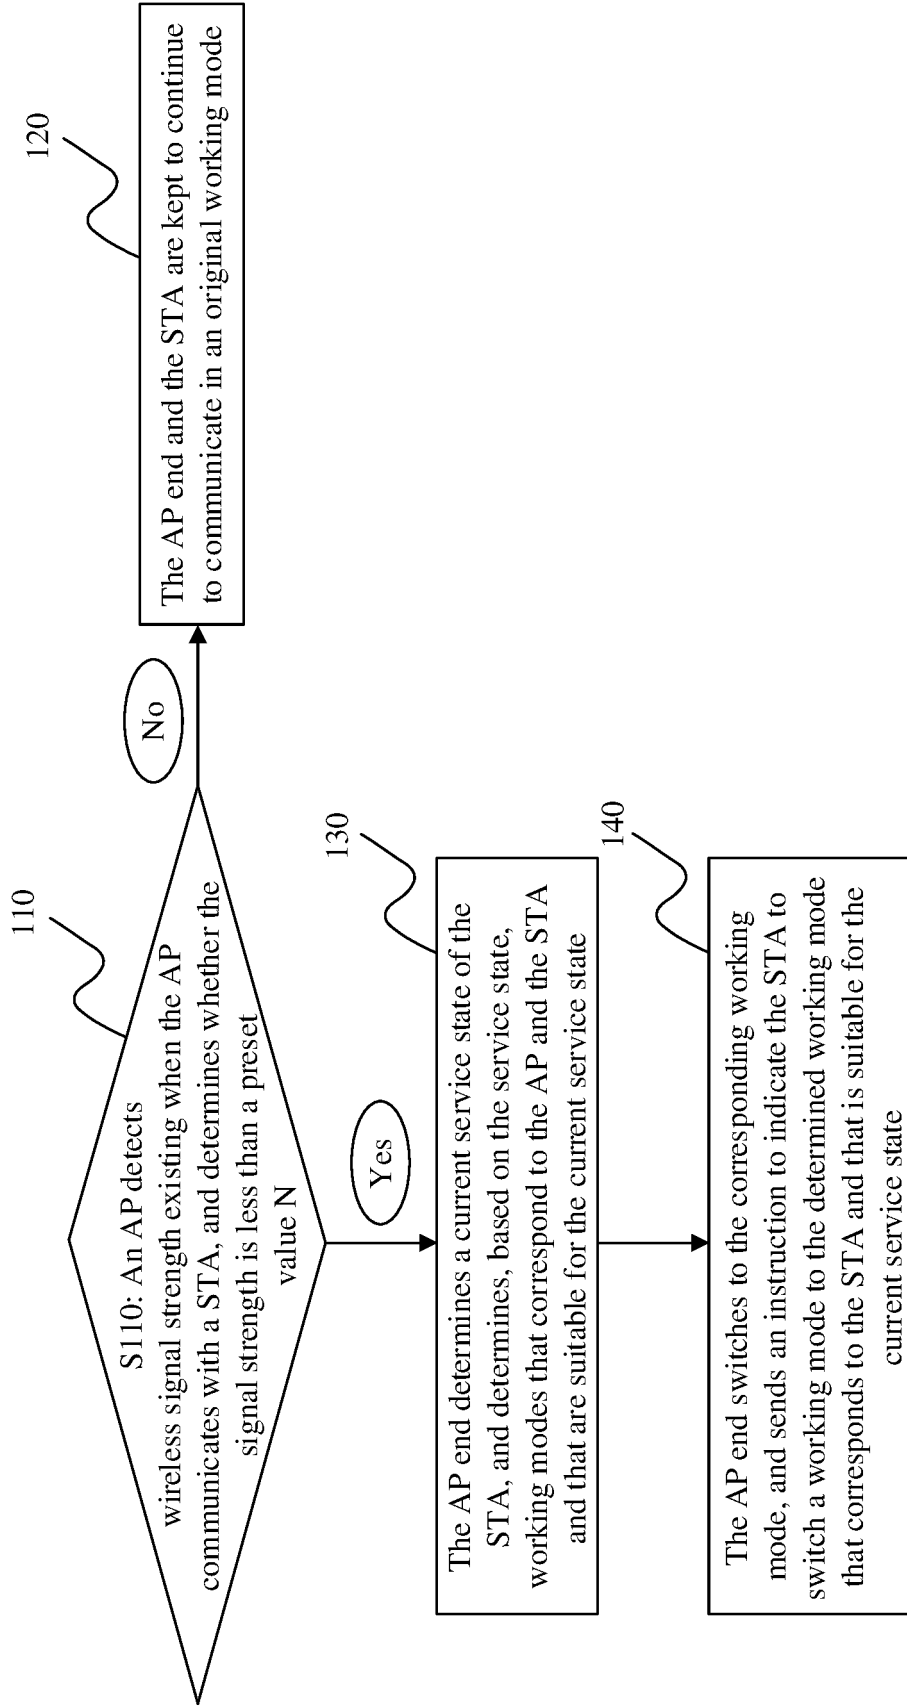 110
S110: An AP detects
wireless signal strength existing when the AP
communicates with a STA, and determines whether the
signal strength is less than a preset
value N
No
120
The AP end and the STA are kept to continue
to communicate in an original working mode
Yes
130
The AP end determines a current service state of the
STA, and determines, based on the service state,
working modes that correspond to the AP and the STA
and that are suitable for the current service state
140
The AP end switches to the corresponding working
mode, and sends an instruction to indicate the STA to
switch a working mode to the determined working mode
that corresponds to the STA and that is suitable for the
current service state